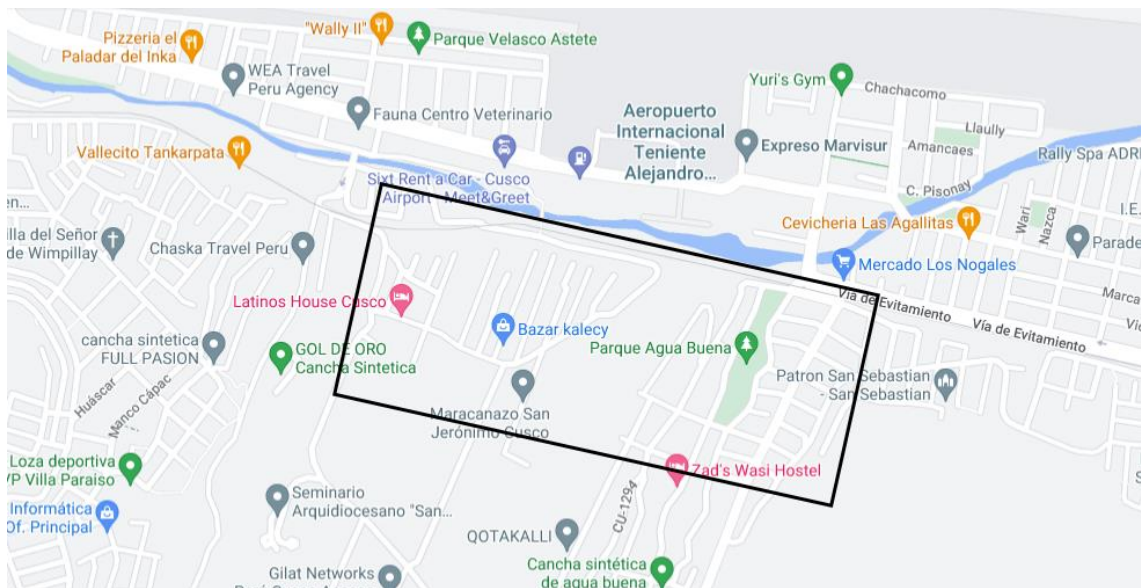 "Wally II"
Pizzeria el
Paladar del Inka
Parque Velasco Astete
WEA Travel
Peru Agency
Yuri's Gym
Chachacomo
Fauna Centro Veterinario
Aeropuerto
Internacional
Teniente
Alejandro...
Llaully
Amancaes
Expreso Marvisur
Vallecito Tankarpata
Rally Spa ADR
Sixt Rent a Car - Cusco
Airport - Meet&Greet
C. Pisonay
en...
Cevicheria Las Agallitas
Wari
Nazca
I.E.
illa del Señor
de Wimpillay
Chaska Travel Peru
Parade
Mercado Los Nogales
Latinos House Cusco
Vía de Evitamiento
Marca
Vía de Evitamiento
Bazar kalecy
cancha sintetica
FULL PASION
GOL DE ORO
Cancha Sintetica
Parque Agua Buena
Patron San Sebastian
- San Sebastian
Huáscar
Manco Cápac
Maracanazo San
Jerónimo Cusco
Loza deportiva
VP Villa Paraiso
Zad's Wasi Hostel
CU-1294
Seminario
Arquidiocesano "San...
Informática
Of. Principal
QOTAKALLI
Cancha sintética
de agua buena
Gilat Networks